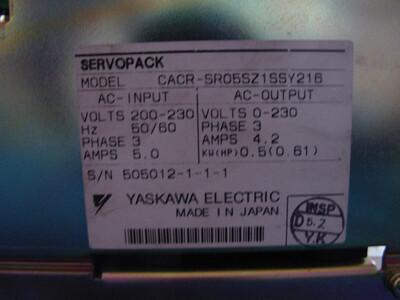 SERVOPACK
MODEL CACR-SR05SZ1SSY216
AC-INPUT
VOLTS 200-230
Hz 50/60
PHASE 3
AMPS 5.0
AC-OUTPUT
VOLTS 0-230
PHASE 3
AMPS 4.2
KW(HP) 0.5(0.61)
S/N 505012-1-1-1
YASKAWA ELECTRIC
MADE IN JAPAN
INSP
D 5.2
Y.K